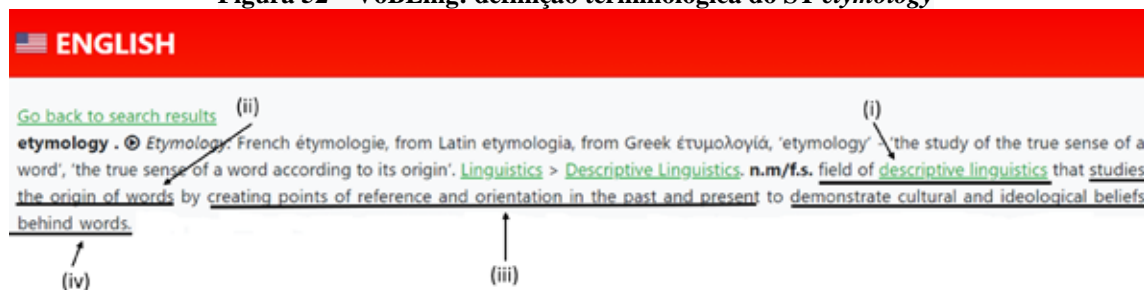 Figura 52 – VoBLing: definição terminológica do ST etymology
ENGLISH
Go back to search results
(ii)
(i)
etymology . Etymology: French étymologie, from Latin etymologia, from Greek ἐτυμολογία, 'etymology' - 'the study of the true sense of a
word', 'the true sense of a word according to its origin'. Linguistics > Descriptive Linguistics. n.m/f.s. field of descriptive linguistics that studies
the origin of words by creating points of reference and orientation in the past and present to demonstrate cultural and ideological beliefs
behind words.
(iv)
(iii)